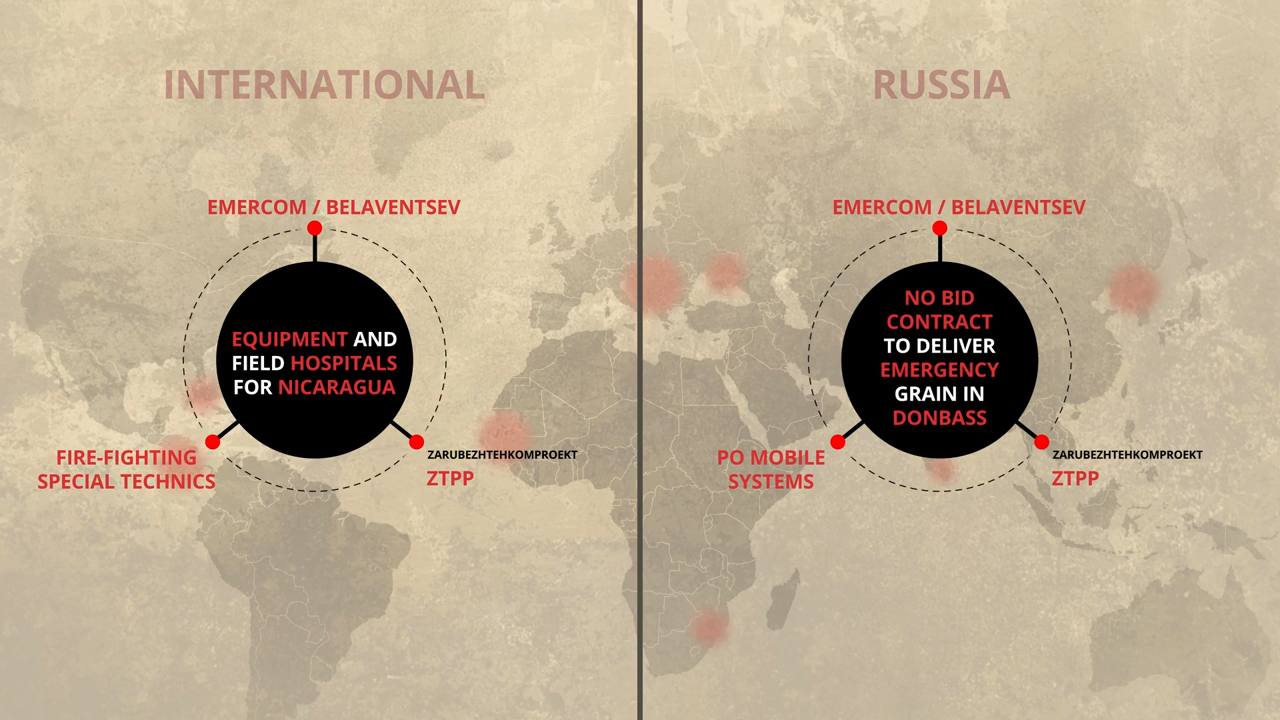 INTERNATIONAL
EMERCOM / BELAVENTSEV
EQUIPMENT AND
FIELD HOSPITALS
FOR NICARAGUA
FIRE-FIGHTING
SPECIAL TECHNICS
ZARUBEZHTEHKOMPROEKT
ZTPP
RUSSIA
EMERCOM / BELAVENTSEV
NO BID
CONTRACT
TO DELIVER
EMERGENCY
GRAIN IN
DONBASS
PO MOBILE
SYSTEMS
ZARUBEZHTEHKOMPROEKT
ZTPP